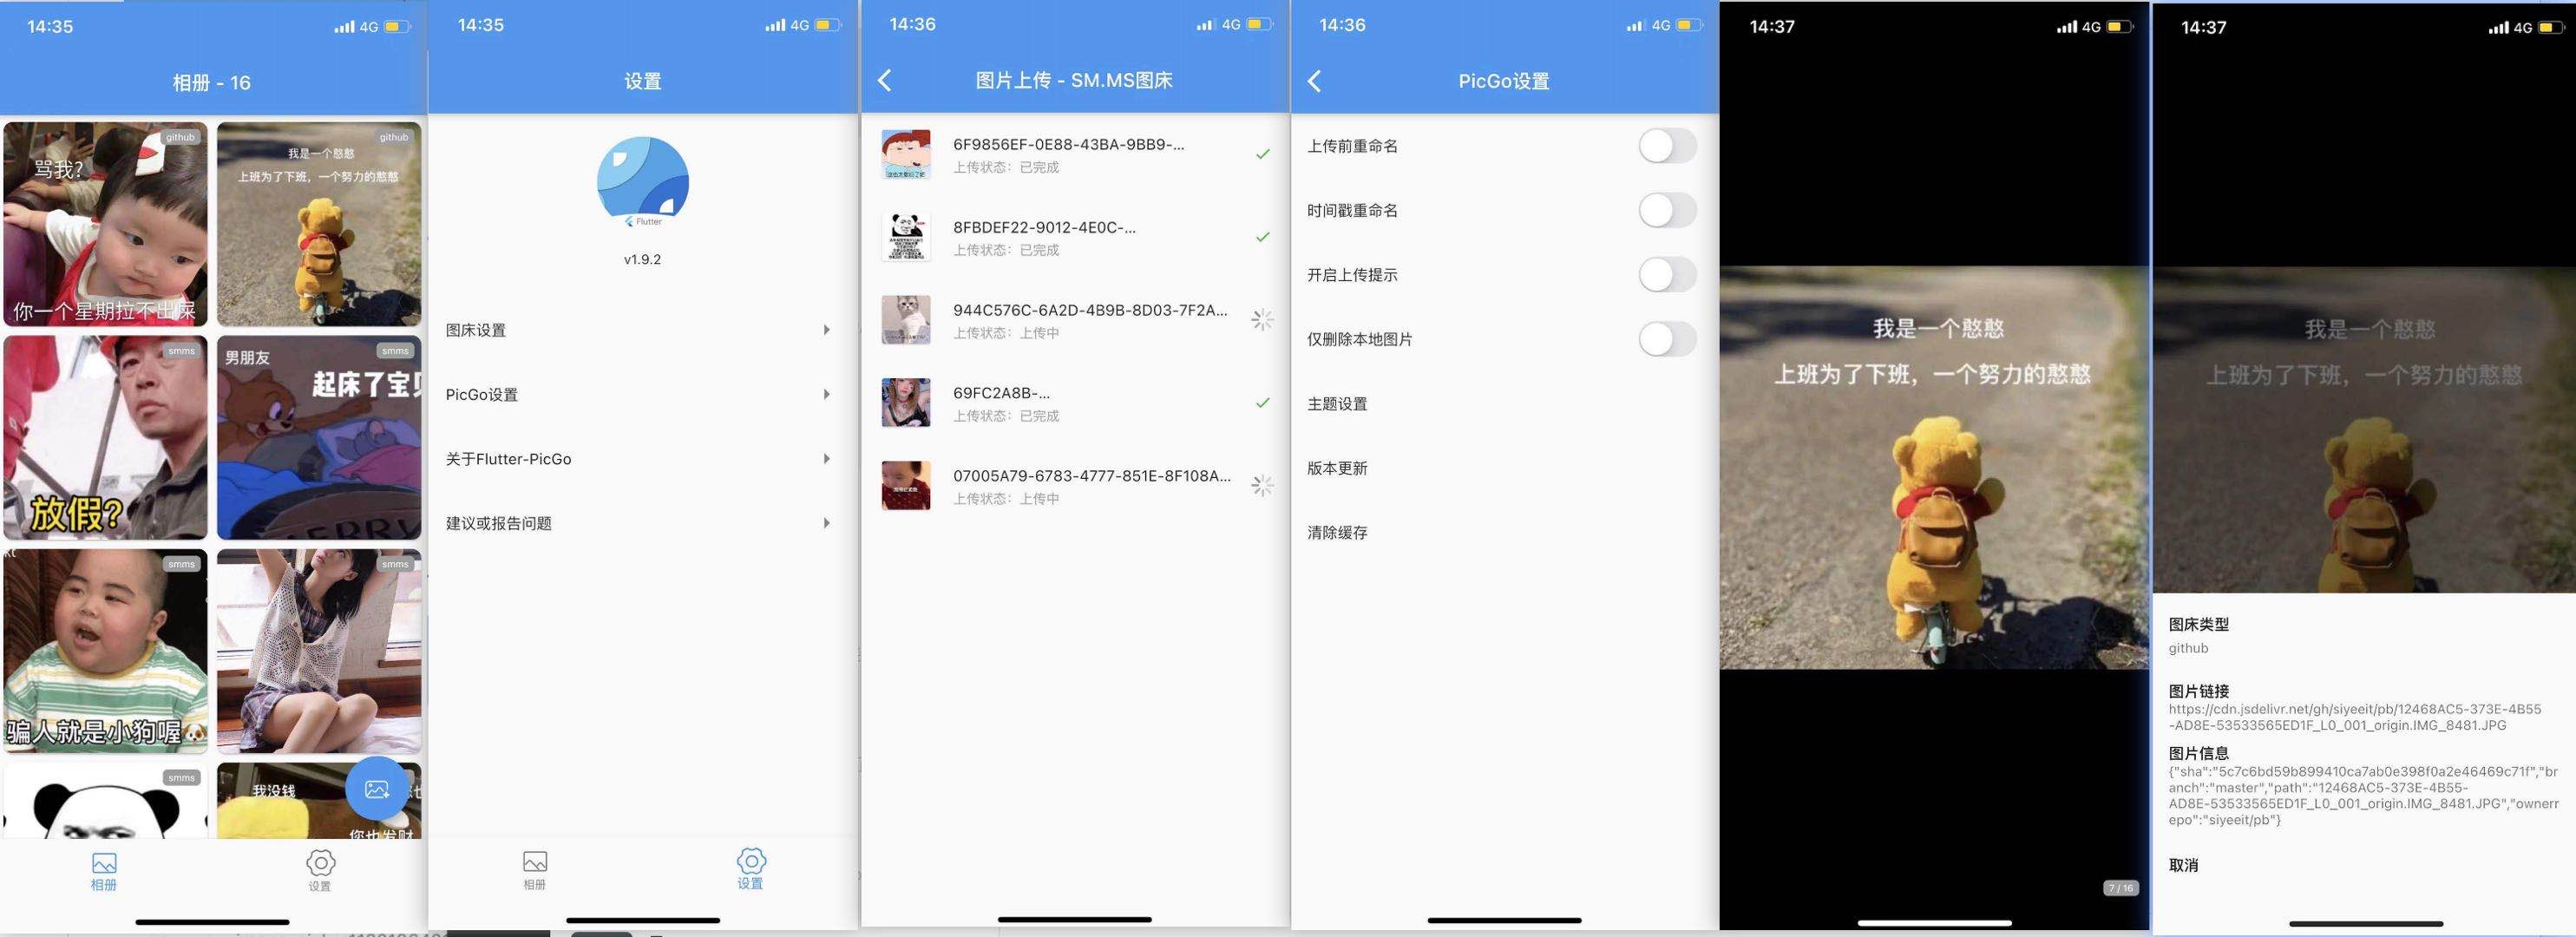 14:35
4G
相册 - 16
github
骂我?
你一个星期拉不出屎
github
我是一个憨憨
上班为了下班，一个努力的憨憨
smms
放假?
男朋友
smms
起床了宝贝
smms
骗人就是小狗喔
smms
smms
我没钱
您也发财
相册
设置
14:35
4G
设置
Flutter
v1.9.2
图床设置
PicGo设置
关于Flutter-PicGo
建议或报告问题
相册
设置
14:36
4G
图片上传 - SM.MS图床
6F9856EF-0E88-43BA-9BB9-...
上传状态：已完成
8FBDEF22-9012-4E0C-...
上传状态：已完成
944C576C-6A2D-4B9B-8D03-7F2A...
上传状态：上传中
69FC2A8B-...
上传状态：已完成
07005A79-6783-4777-851E-8F108A...
上传状态：上传中
14:36
4G
PicGo设置
上传前重命名
时间戳重命名
开启上传提示
仅删除本地图片
主题设置
版本更新
清除缓存
14:37
4G
我是一个憨憨
上班为了下班，一个努力的憨憨
7 / 16
14:37
4G
我是一个憨憨
上班为了下班，一个努力的憨憨
图床类型
github
图片链接
https://cdn.jsdelivr.net/gh/siyeeit/pb/12468AC5-373E-4B55
-AD8E-53533565ED1F_L0_001_origin.IMG_8481.JPG
图片信息
{"sha":"5c7c6bd59b899410ca7ab0e398f0a2e46469c71f","br
anch":"master","path":"12468AC5-373E-4B55-
AD8E-53533565ED1F_L0_001_origin.IMG_8481.JPG","ownerr
epo":"siyeeit/pb"}
取消